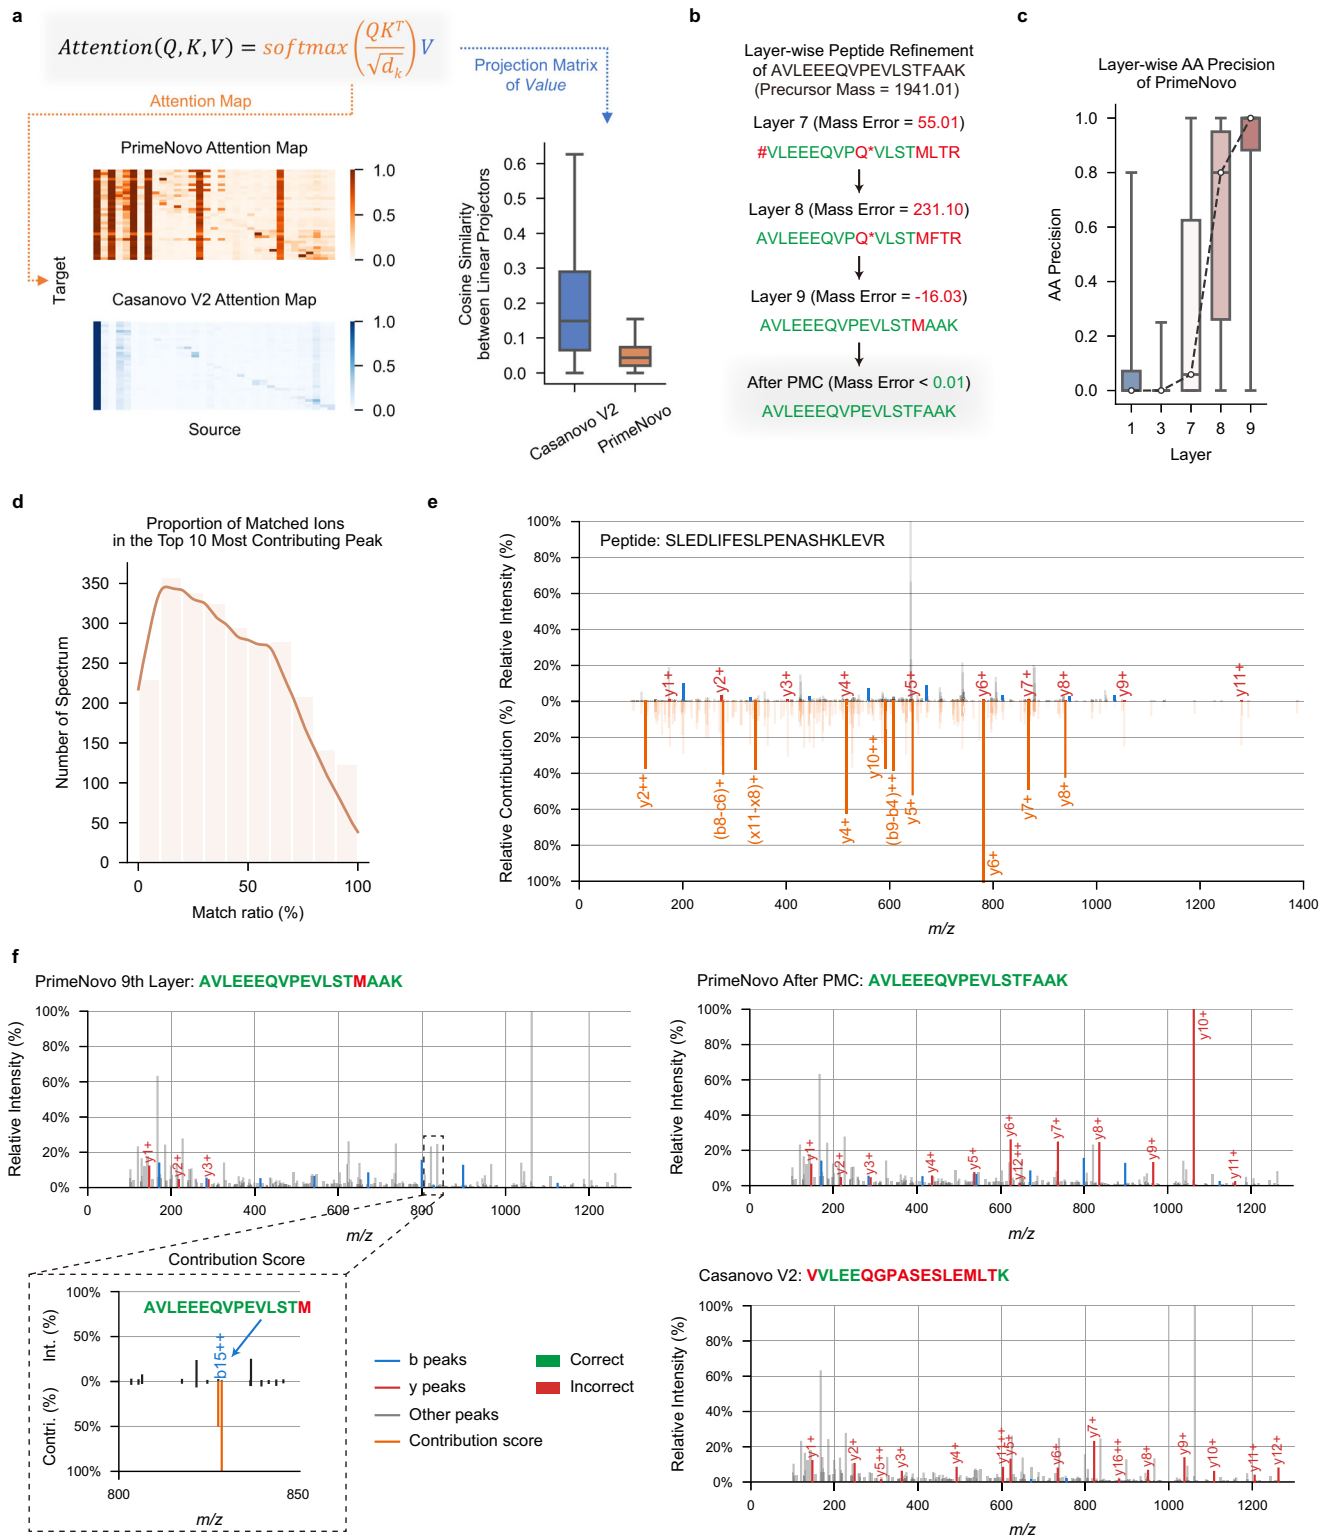 a
Attention(Q, K, V) = softmax(QK^T/√d_k)V
Attention Map
Projection Matrix
of Value
PrimeNovo Attention Map
1.0
0.5
0.0
Target
Casanovo V2 Attention Map
1.0
0.5
0.0
Source
Cosine Similarity
between Linear Projectors
0.6
0.5
0.4
0.3
0.2
0.1
0.0
Casanovo V2
PrimeNovo
b
Layer-wise Peptide Refinement
of AVLEEEQVPEVLSTFAAK
(Precursor Mass = 1941.01)
Layer 7 (Mass Error = 55.01)
#VLEEEQVPQ*VLSTMLTR
Layer 8 (Mass Error = 231.10)
AVLEEEQVPQ*VLSTMFTR
Layer 9 (Mass Error = -16.03)
AVLEEEQVPEVLSTMAAK
After PMC (Mass Error < 0.01)
AVLEEEQVPEVLSTFAAK
c
Layer-wise AA Precision
of PrimeNovo
AA Precision
1.0
0.8
0.6
0.4
0.2
0.0
1 3 7 8 9
Layer
d
Proportion of Matched Ions
in the Top 10 Most Contributing Peak
Number of Spectrum
350
300
250
200
150
100
50
0
0 50 100
Match ratio (%)
e
Peptide: SLEDLIFESLPENASHKLEVR
Relative Intensity (%)
Relative Contribution (%)
100%
80%
60%
40%
20%
0%
20%
40%
60%
80%
100%
y1+ y2+ y3+ y4+ y5+ y6+ y7+ y8+ y9+ y11+
y2++ (b8-c6)+ (x11-x8)+ y4+ y10++ (b9-b4)++ y5+ y6+ y7+ y8+
0 200 400 600 800 1000 1200 1400
m/z
f
PrimeNovo 9th Layer: AVLEEEQVPEVLSTMAAK
Relative Intensity (%)
100%
80%
60%
40%
20%
0%
y1+ y2+ y3+
0 200 400 600 800 1000 1200
m/z
Contribution Score
AVLEEEQVPEVLSTM
b15++
Int. (%)
Contri. (%)
100%
50%
0%
50%
100%
800 850
m/z
b peaks
y peaks
Other peaks
Contribution score
Correct
Incorrect
PrimeNovo After PMC: AVLEEEQVPEVLSTFAAK
Relative Intensity (%)
100%
80%
60%
40%
20%
0%
y1+ y2+ y3+ y4+ y5+ y6+ y12++ y7+ y8+ y9+ y10+ y11+
0 200 400 600 800 1000 1200
m/z
Casanovo V2: VVLEEQGPASESLEMLTK
Relative Intensity (%)
100%
80%
60%
40%
20%
0%
y1+ y2+ y5++ y3+ y4+ y11++ y5+ y6+ y7+ y16++ y8+ y9+ y10+ y11+ y12+
0 200 400 600 800 1000 1200
m/z